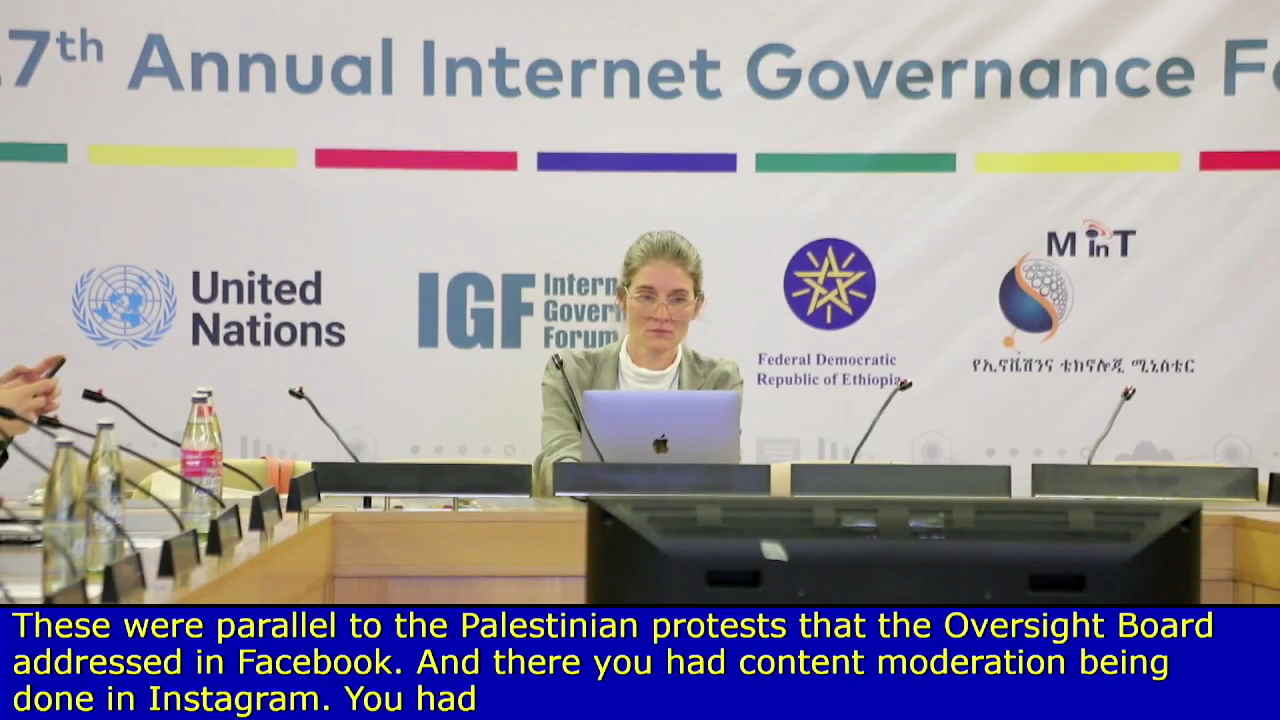 17th Annual Internet Governance Fo
United
Nations
IGF
Intern
Govern
Forum
Federal Democratic
Republic of Ethiopia
MinT
የኢኖቬሽንና ቴክኖሎጂ ሚኒስቴር
These were parallel to the Palestinian protests that the Oversight Board
addressed in Facebook. And there you had content moderation being
done in Instagram. You had